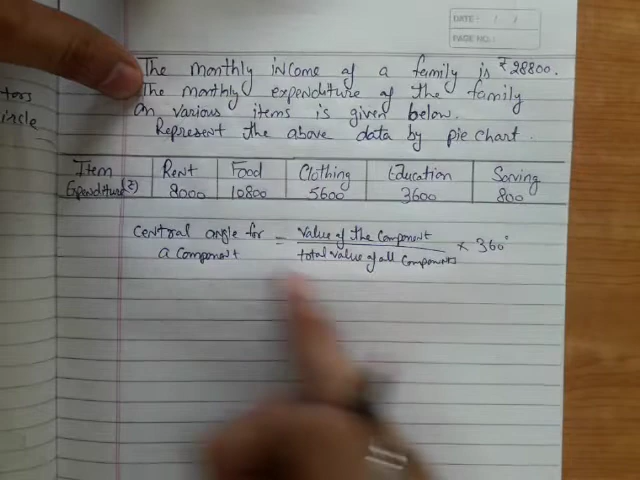 DATE: / /
PAGE NO.:
The monthly income of a family is ₹28800.
The monthly expenditure of the family
on various items is given below.
Represent the above data by pie chart.
Item Rent Food Clothing Education Saving
Expenditure(₹) 8000 10800 5600 3600 800
central angle for = value of the component × 360°
a component total value of all components
tors
circle